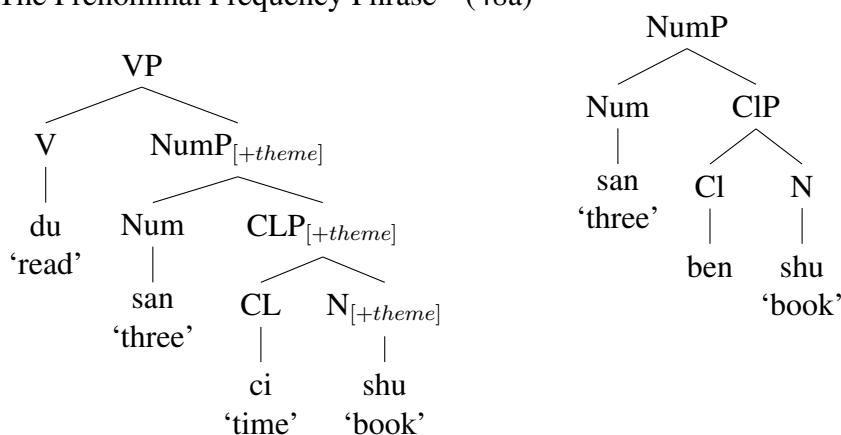 The Prenominal Frequency Phrase (48a)
VP
V NumP[+theme]
du Num CLP[+theme]
‘read’
san CL N[+theme]
‘three’
ci shu
‘time’ ‘book’
NumP
Num ClP
san Cl N
‘three’
ben shu
‘book’